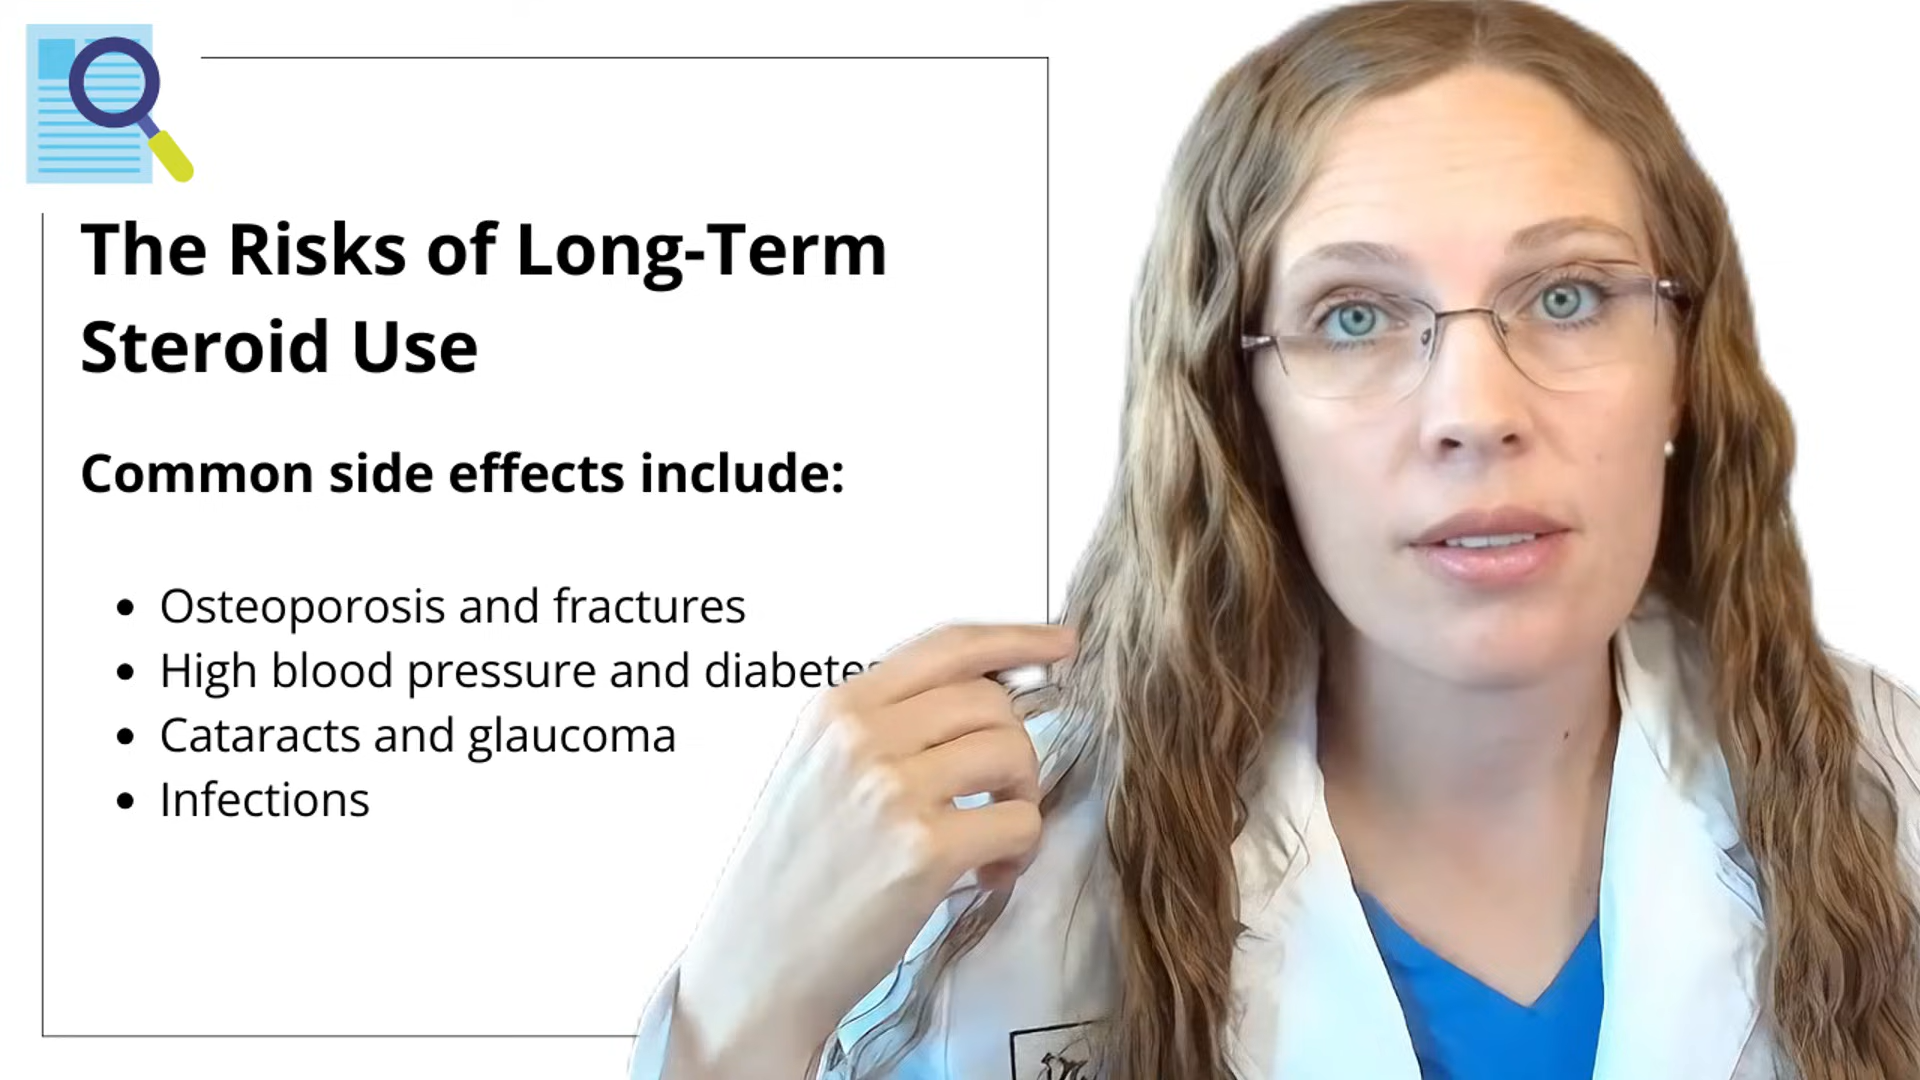 The Risks of Long-Term
Steroid Use
Common side effects include:
• Osteoporosis and fractures
• High blood pressure and diabetes
• Cataracts and glaucoma
• Infections